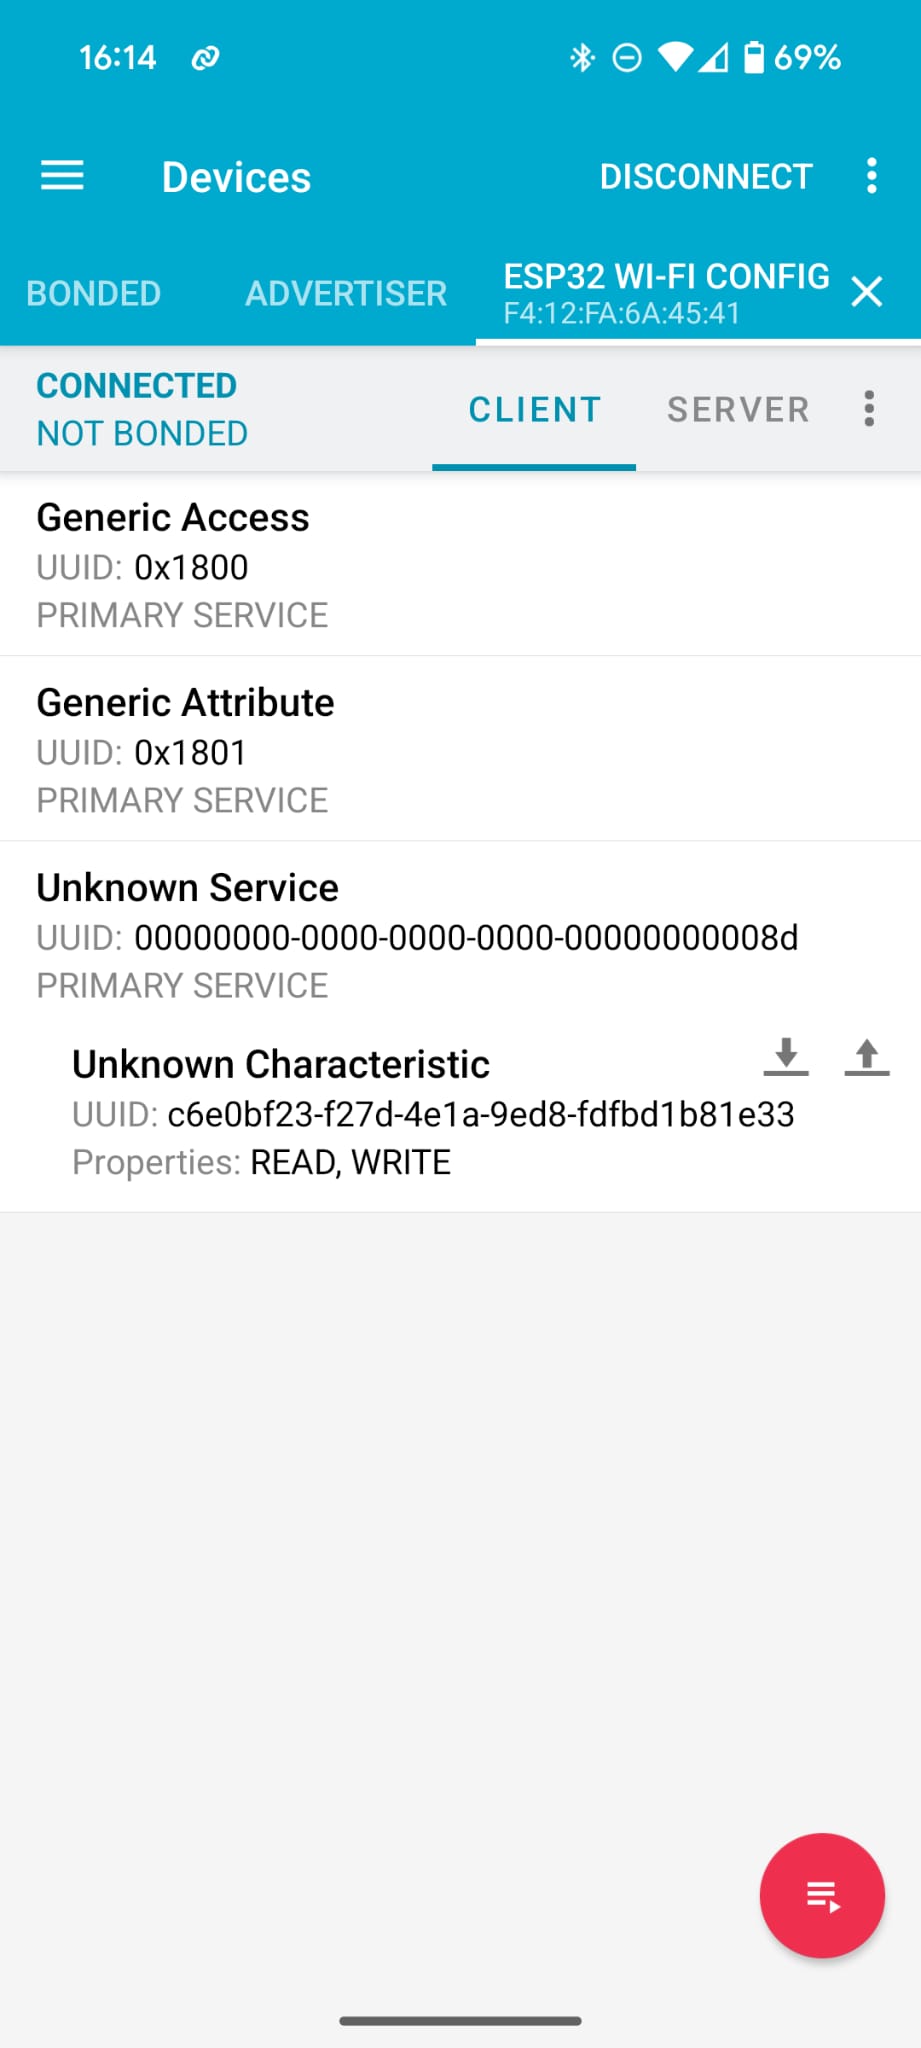 16:14
69%
Devices
DISCONNECT
BONDED
ADVERTISER
ESP32 WI-FI CONFIG
F4:12:FA:6A:45:41
CONNECTED
NOT BONDED
CLIENT
SERVER
Generic Access
UUID: 0x1800
PRIMARY SERVICE
Generic Attribute
UUID: 0x1801
PRIMARY SERVICE
Unknown Service
UUID: 00000000-0000-0000-0000-00000000008d
PRIMARY SERVICE
Unknown Characteristic
UUID: c6e0bf23-f27d-4e1a-9ed8-fdfbd1b81e33
Properties: READ, WRITE